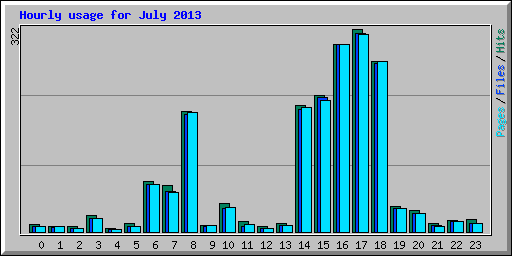 Hourly usage for July 2013
322
Pages / Files / Hits
0 1 2 3 4 5 6 7 8 9 10 11 12 13 14 15 16 17 18 19 20 21 22 23